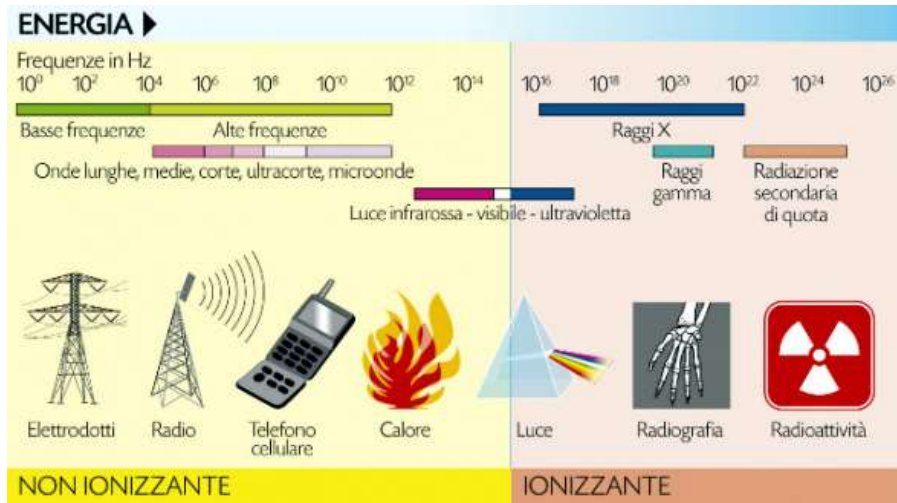 ENERGIA
Frequenze in Hz
10⁰ 10² 10⁴ 10⁶ 10⁸ 10¹⁰ 10¹² 10¹⁴ 10¹⁶ 10¹⁸ 10²⁰ 10²² 10²⁴ 10²⁶
Basse frequenze Alte frequenze Raggi X
Onde lunghe, medie, corte, ultracorte, microonde
Raggi
gamma
Radiazione
secondaria
di quota
Luce infrarossa - visibile - ultravioletta
Elettrodotti
Radio
Telefono
cellulare
Calore
Luce
Radiografia
Radioattività
NON IONIZZANTE
IONIZZANTE